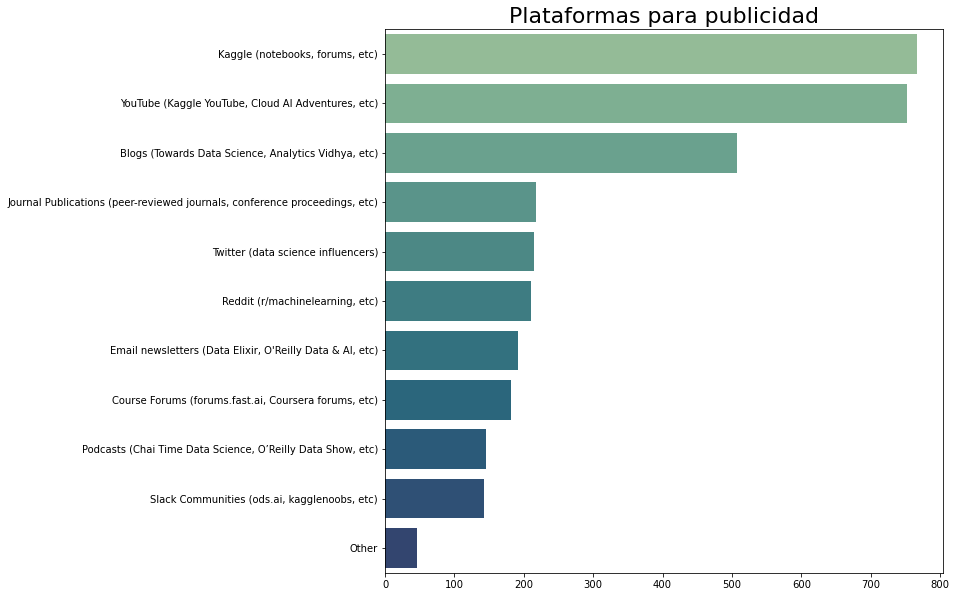 Plataformas para publicidad
Kaggle (notebooks, forums, etc)
YouTube (Kaggle YouTube, Cloud AI Adventures, etc)
Blogs (Towards Data Science, Analytics Vidhya, etc)
Journal Publications (peer-reviewed journals, conference proceedings, etc)
Twitter (data science influencers)
Reddit (r/machinelearning, etc)
Email newsletters (Data Elixir, O'Reilly Data & AI, etc)
Course Forums (forums.fast.ai, Coursera forums, etc)
Podcasts (Chai Time Data Science, O’Reilly Data Show, etc)
Slack Communities (ods.ai, kagglenoobs, etc)
Other
0 100 200 300 400 500 600 700 800